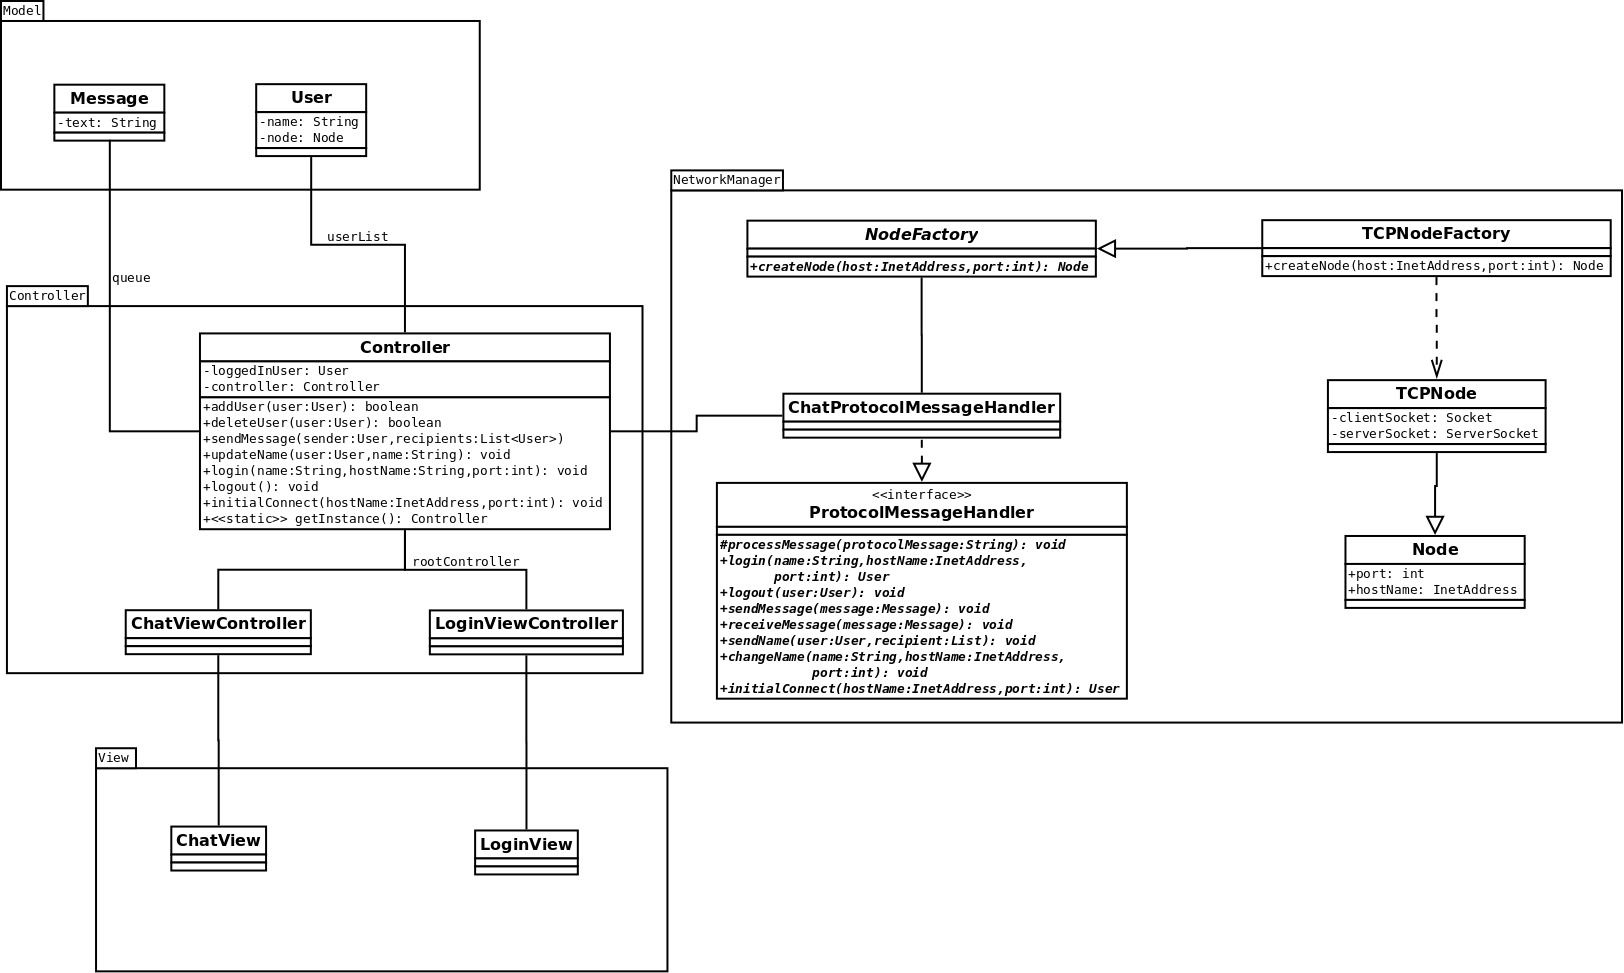 Model
Message
-text: String
User
-name: String
-node: Node
userList
queue
Controller
Controller
-loggedInUser: User
-controller: Controller
+addUser(user:User): boolean
+deleteUser(user:User): boolean
+sendMessage(sender:User,recipients:List<User>)
+updateName(user:User,name:String): void
+login(name:String,hostName:String,port:int): void
+logout(): void
+initialConnect(hostName:InetAddress,port:int): void
+<<static>> getInstance(): Controller
rootController
ChatViewController
LoginViewController
View
ChatView
LoginView
NetworkManager
NodeFactory
+createNode(host:InetAddress,port:int): Node
TCPNodeFactory
+createNode(host:InetAddress,port:int): Node
ChatProtocolMessageHandler
<<interface>>
ProtocolMessageHandler
#processMessage(protocolMessage:String): void
+login(name:String,hostName:InetAddress,
port:int): User
+logout(user:User): void
+sendMessage(message:Message): void
+receiveMessage(message:Message): void
+sendName(user:User,recipient:List): void
+changeName(name:String,hostName:InetAddress,
port:int): void
+initialConnect(hostName:InetAddress,port:int): User
TCPNode
-clientSocket: Socket
-serverSocket: ServerSocket
Node
+port: int
+hostName: InetAddress